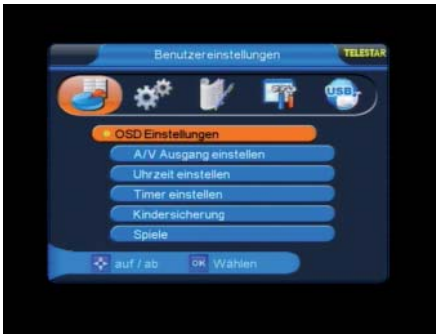 Benutzereinstellungen TELESTAR
USB
OSD Einstellungen
A/V Ausgang einstellen
Uhrzeit einstellen
Timer einstellen
Kindersicherung
Spiele
auf / ab OK Wählen